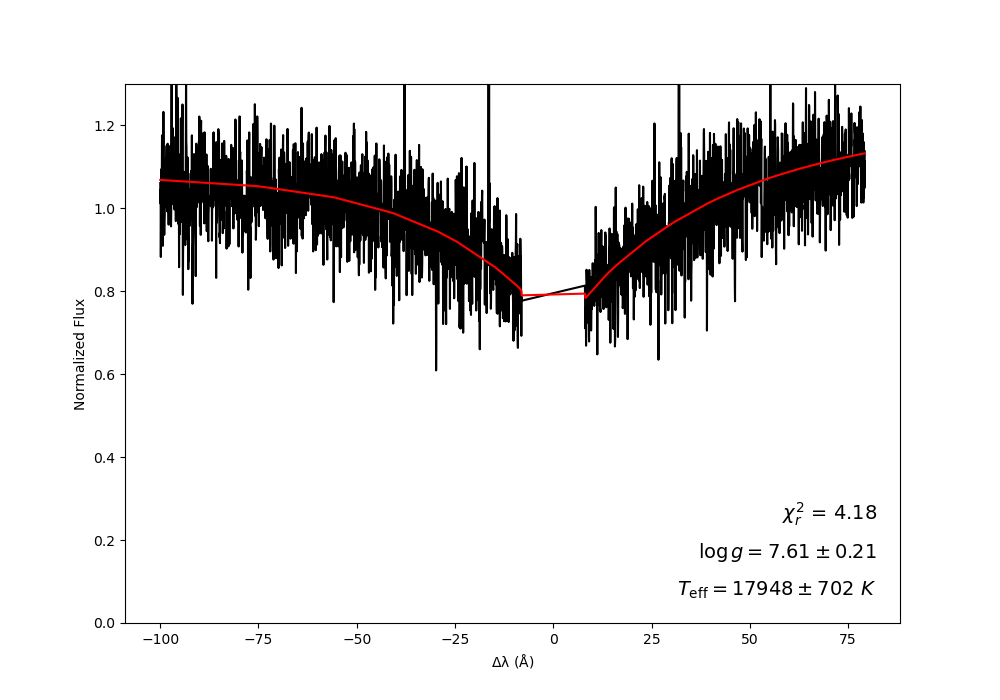 1.2
1.0
0.8
0.6
0.4
0.2
0.0
Normalized Flux
χ²ᵣ = 4.18
log g = 7.61 ± 0.21
T_eff = 17948 ± 702 K
−100 −75 −50 −25 0 25 50 75
Δλ (Å)